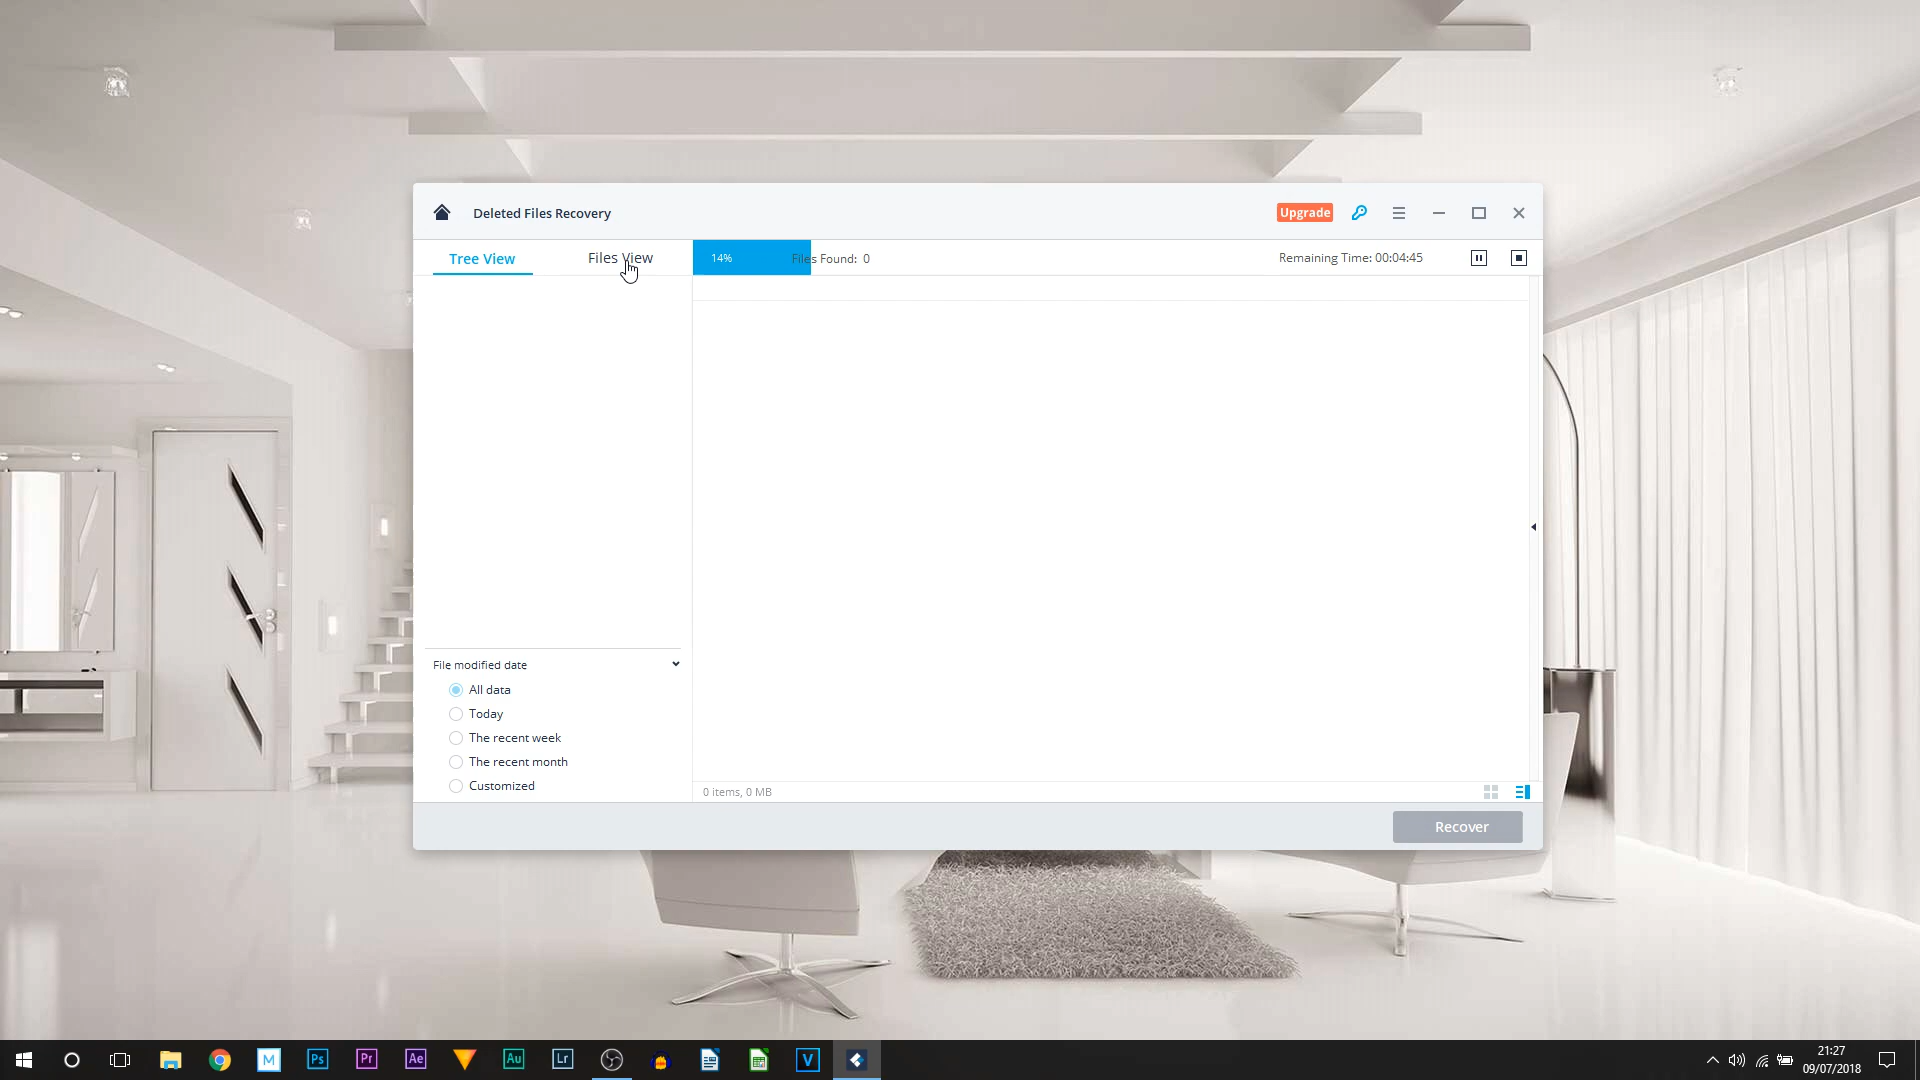 Deleted Files Recovery
Upgrade
Tree View
Files View
14%
Files Found: 0
Remaining Time: 00:04:45
File modified date
All data
Today
The recent week
The recent month
Customized
0 items, 0 MB
Recover
M
Ps
Pr
Ae
Au
Lr
V
21:27
09/07/2018